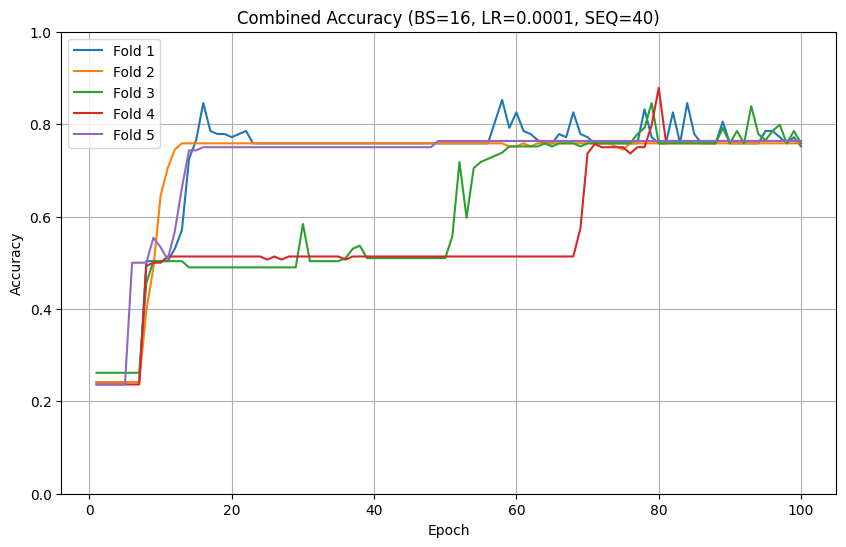 Combined Accuracy (BS=16, LR=0.0001, SEQ=40)
Fold 1
Fold 2
Fold 3
Fold 4
Fold 5
Accuracy
1.0
0.8
0.6
0.4
0.2
0.0
0 20 40 60 80 100
Epoch